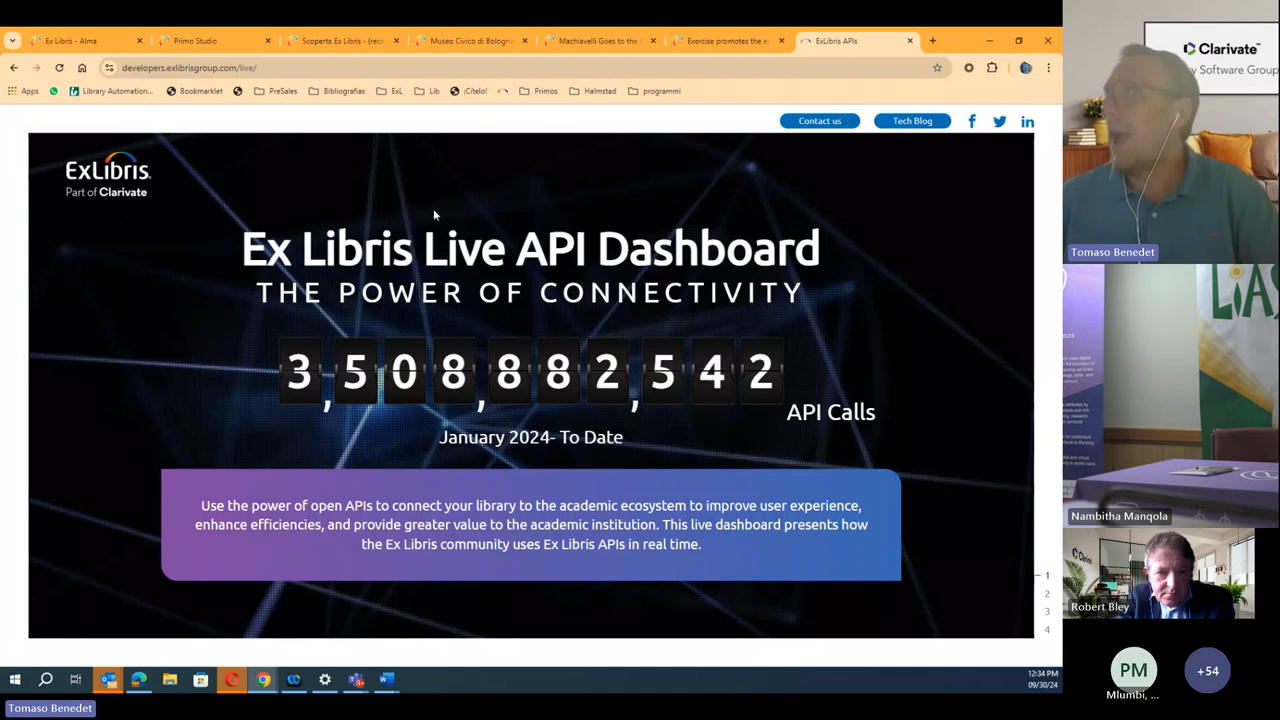 Ex Libris - Alma
Primo Studio
Scoperta Ex Libris - (rec
Museo Civico di Bologn
Machiavelli Goes to the
Exercise promotes the e
ExLibris APIs
developers.exlibrisgroup.com/live/
Apps
Library Automation...
Bookmarklet
PreSales
Bibliografias
ExL
Lib
¡Cítelo!
Primos
Halmstad
programmi
Contact us
Tech Blog
ExLibris
Part of Clarivate
Ex Libris Live API Dashboard
THE POWER OF CONNECTIVITY
3,508,882,542
API Calls
January 2024- To Date
Use the power of open APIs to connect your library to the academic ecosystem to improve user experience,
enhance efficiencies, and provide greater value to the academic institution. This live dashboard presents how
the Ex Libris community uses Ex Libris APIs in real time.
1
2
3
4
12:34 PM
09/30/24
Tomaso Benedet
Clarivate™
Software Group
Tomaso Benedet
LIAS
Nambitha Manqola
Robert Bley
PM
Mlumbi, ...
+54